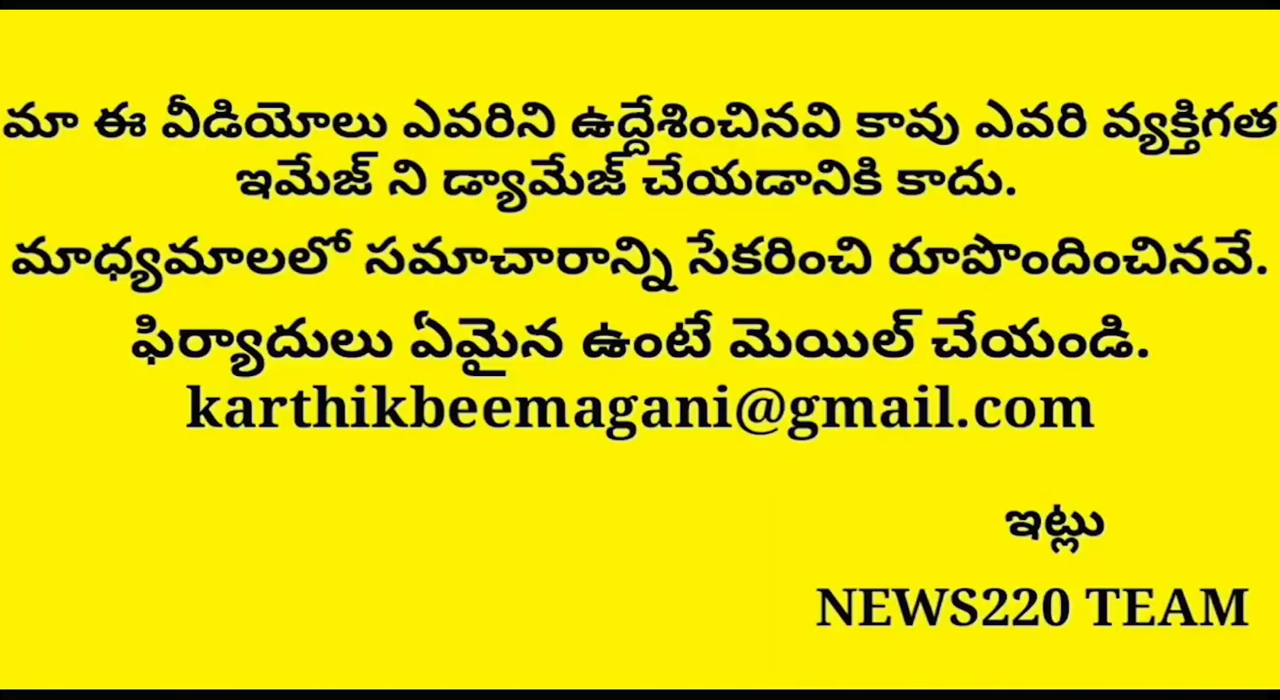 మా ఈ వీడియోలు ఎవరిని ఉద్దేశించినవి కావు ఎవరి వ్యక్తిగత
ఇమేజ్ ని డ్యామేజ్ చేయడానికి కాదు.
మాధ్యమాలలో సమాచారాన్ని సేకరించి రూపొందించినవే.
ఫిర్యాదులు ఏమైన ఉంటే మెయిల్ చేయండి.
karthikbeemagani@gmail.com
ఇట్లు
NEWS220 TEAM